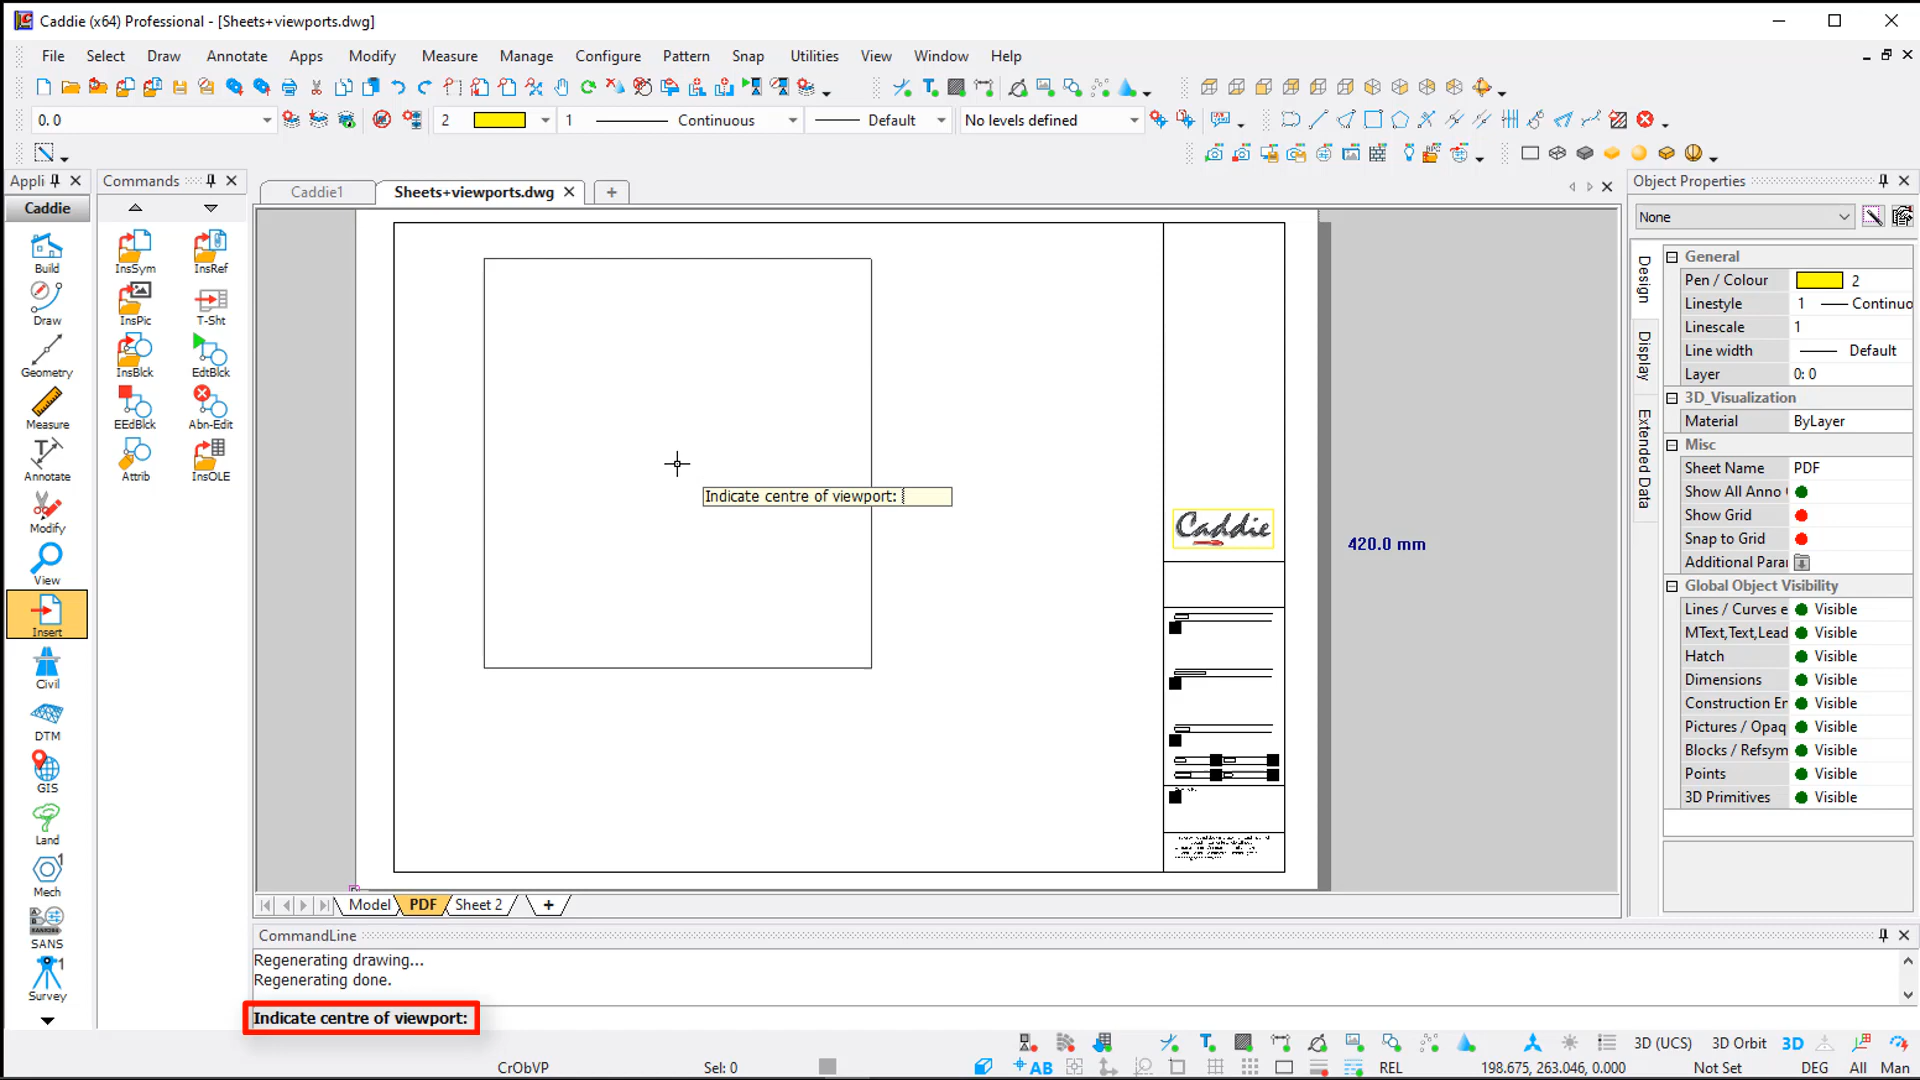 Caddie (x64) Professional - [Sheets+viewports.dwg]
File Select Draw Annotate Apps Modify Measure Manage Configure Pattern Snap Utilities View Window Help
0. 0
2
1 Continuous
Default
No levels defined
Appli
Commands
Caddie1
Sheets+viewports.dwg
Object Properties
Caddie
None
Build
Draw
Geometry
Measure
Annotate
Modify
View
Insert
Civil
DTM
GIS
Land
Mech
SANS
Survey
InsSym InsRef
InsPic T-Sht
InsBlck EdtBlck
EEdBlck Abn-Edit
Attrib InsOLE
Indicate centre of viewport:
Caddie
420.0 mm
Design
Display
Extended Data
General
Pen / Colour 2
Linestyle 1 Continuo
Linescale 1
Line width Default
Layer 0: 0
3D_Visualization
Material ByLayer
Misc
Sheet Name PDF
Show All Anno
Show Grid
Snap to Grid
Additional Para
Global Object Visibility
Lines / Curves e Visible
MText,Text,Lead Visible
Hatch Visible
Dimensions Visible
Construction En Visible
Pictures / Opaq Visible
Blocks / Refsym Visible
Points Visible
3D Primitives Visible
Model PDF Sheet 2 +
CommandLine
Regenerating drawing...
Regenerating done.
Indicate centre of viewport:
3D (UCS) 3D Orbit 3D
CrObVP Sel: 0 AB REL 198.675, 263.046, 0.000 Not Set DEG All Man